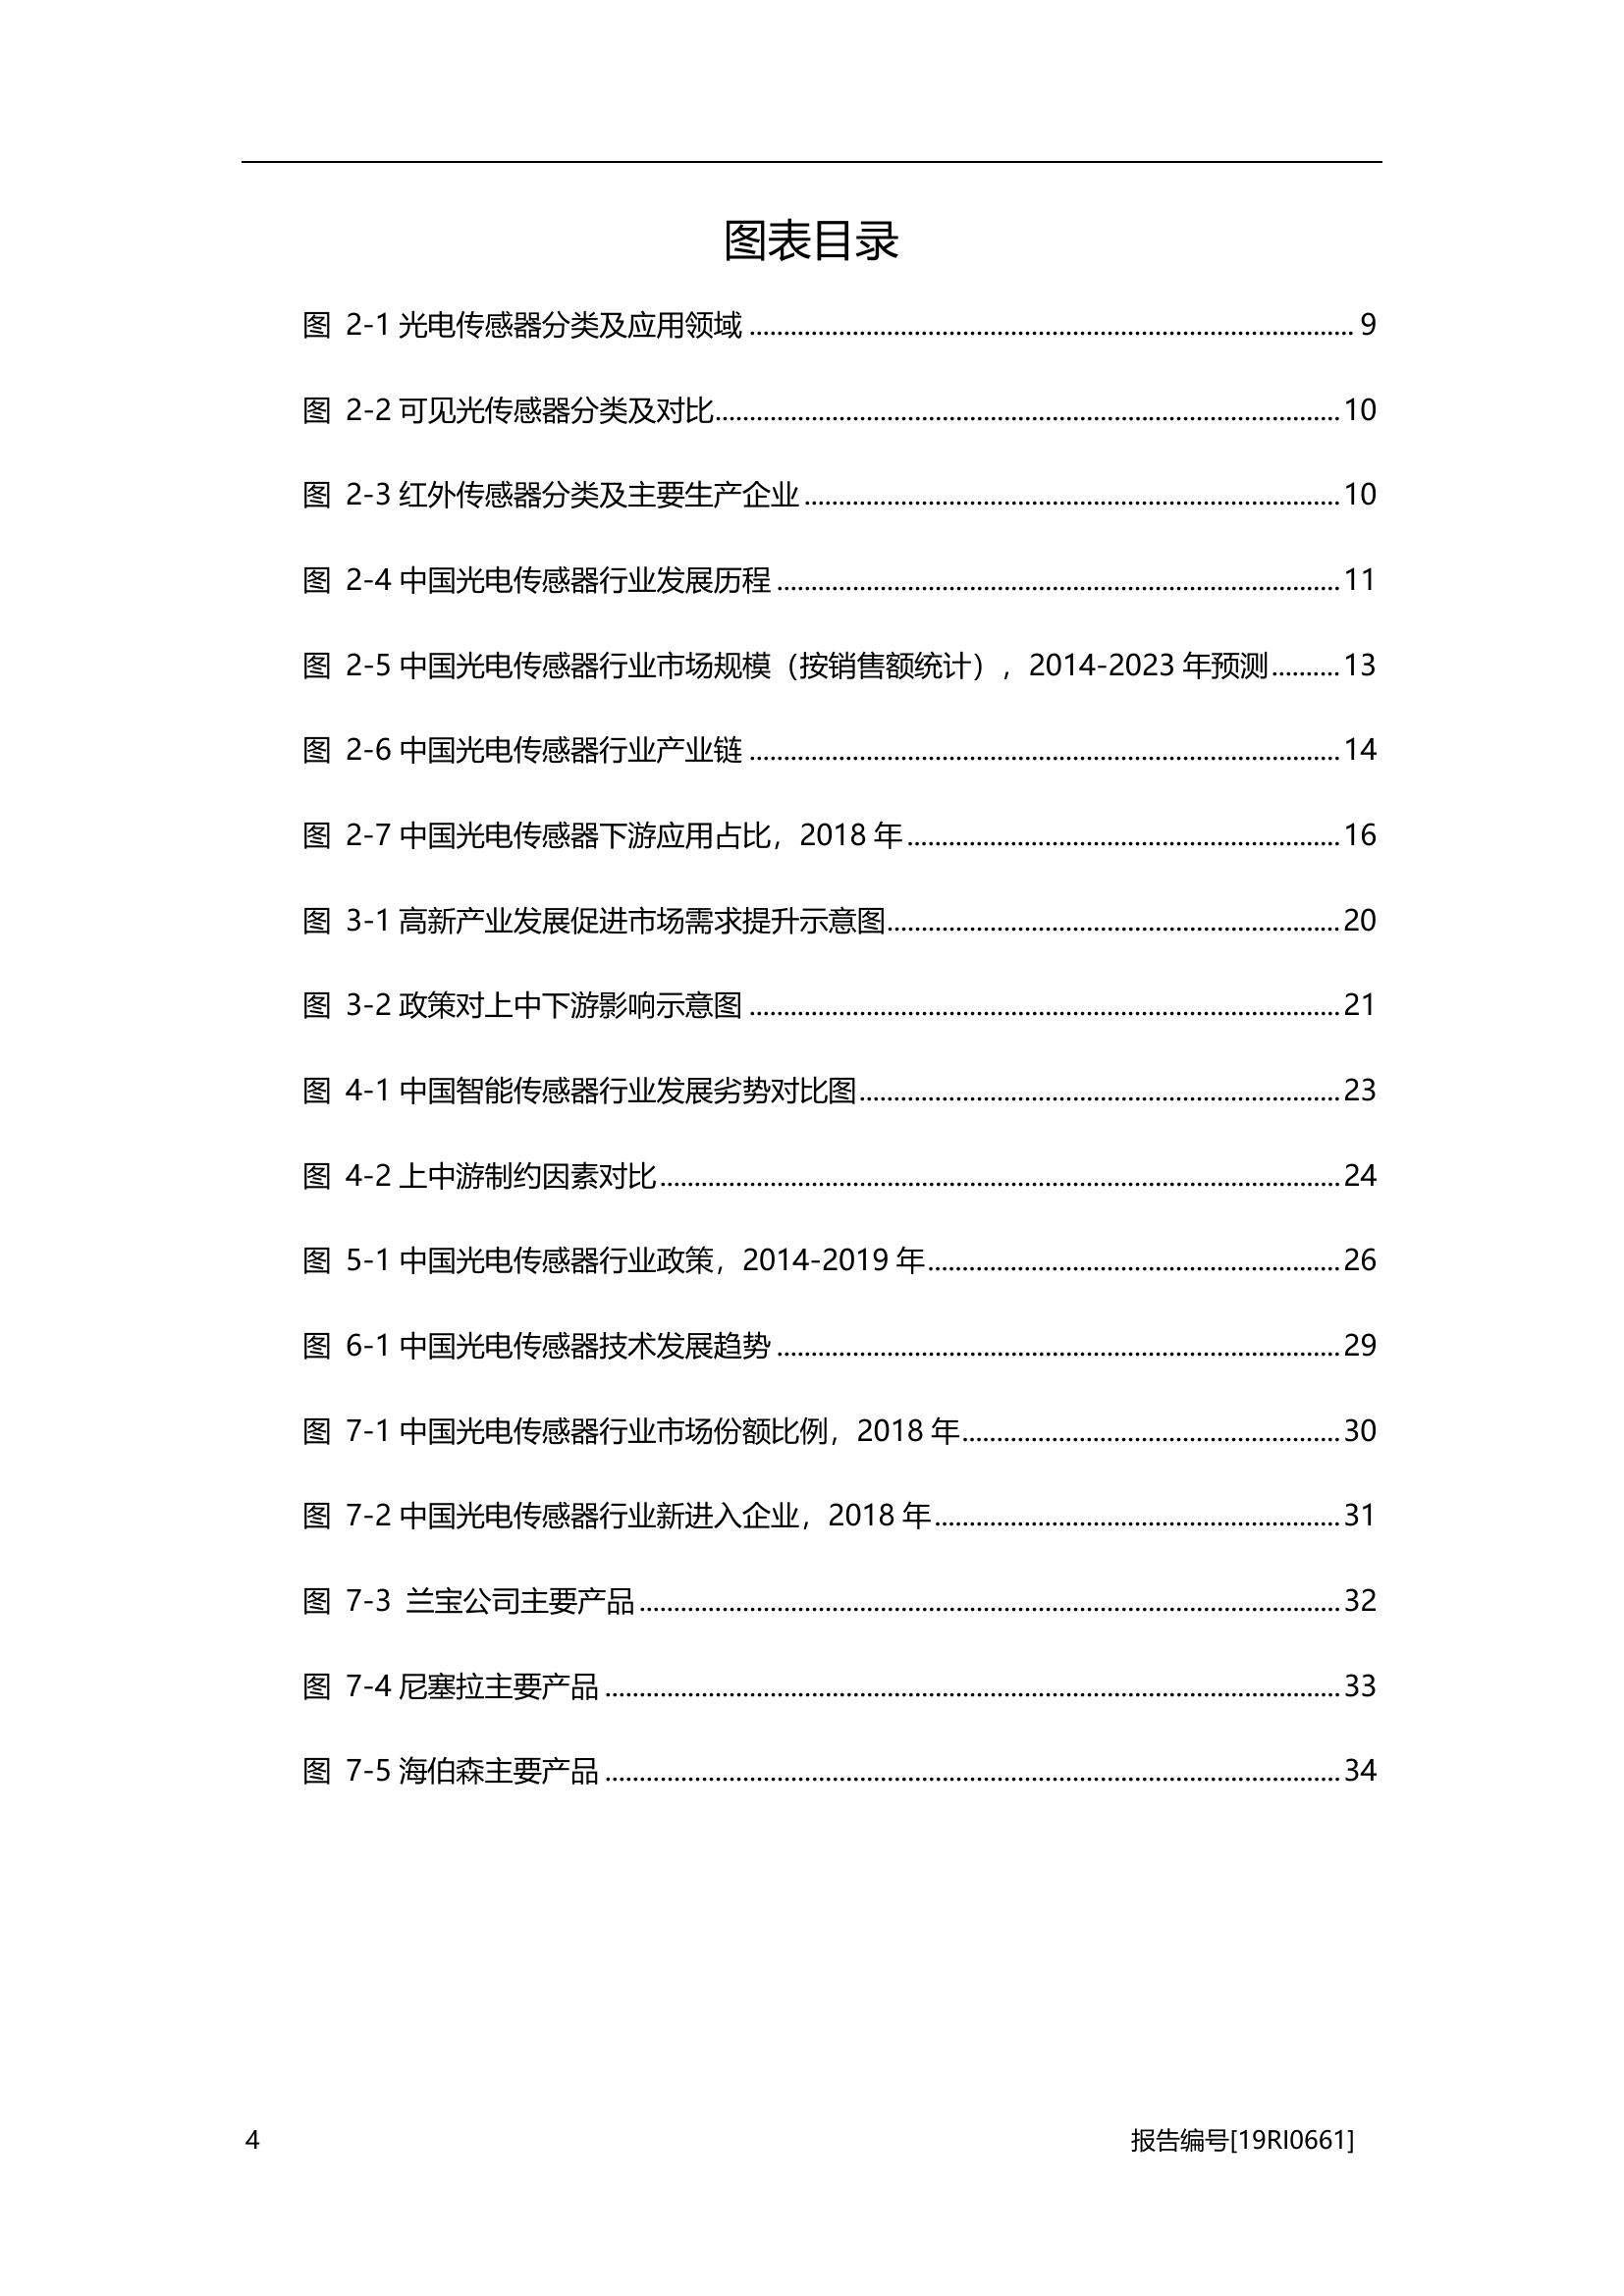 图表目录
图 2-1 光电传感器分类及应用领域 ........................................................................................ 9
图 2-2 可见光传感器分类及对比........................................................................................... 10
图 2-3 红外传感器分类及主要生产企业 .............................................................................. 10
图 2-4 中国光电传感器行业发展历程 .................................................................................. 11
图 2-5 中国光电传感器行业市场规模（按销售额统计），2014-2023 年预测.......... 13
图 2-6 中国光电传感器行业产业链 ...................................................................................... 14
图 2-7 中国光电传感器下游应用占比，2018 年............................................................... 16
图 3-1 高新产业发展促进市场需求提升示意图.................................................................. 20
图 3-2 政策对上中下游影响示意图 ...................................................................................... 21
图 4-1 中国智能传感器行业发展劣势对比图...................................................................... 23
图 4-2 上中游制约因素对比................................................................................................... 24
图 5-1 中国光电传感器行业政策，2014-2019 年............................................................ 26
图 6-1 中国光电传感器技术发展趋势 .................................................................................. 29
图 7-1 中国光电传感器行业市场份额比例，2018 年....................................................... 30
图 7-2 中国光电传感器行业新进入企业，2018 年........................................................... 31
图 7-3 兰宝公司主要产品...................................................................................................... 32
图 7-4 尼塞拉主要产品 ........................................................................................................... 33
图 7-5 海伯森主要产品 ........................................................................................................... 34
4 报告编号[19RI0661]